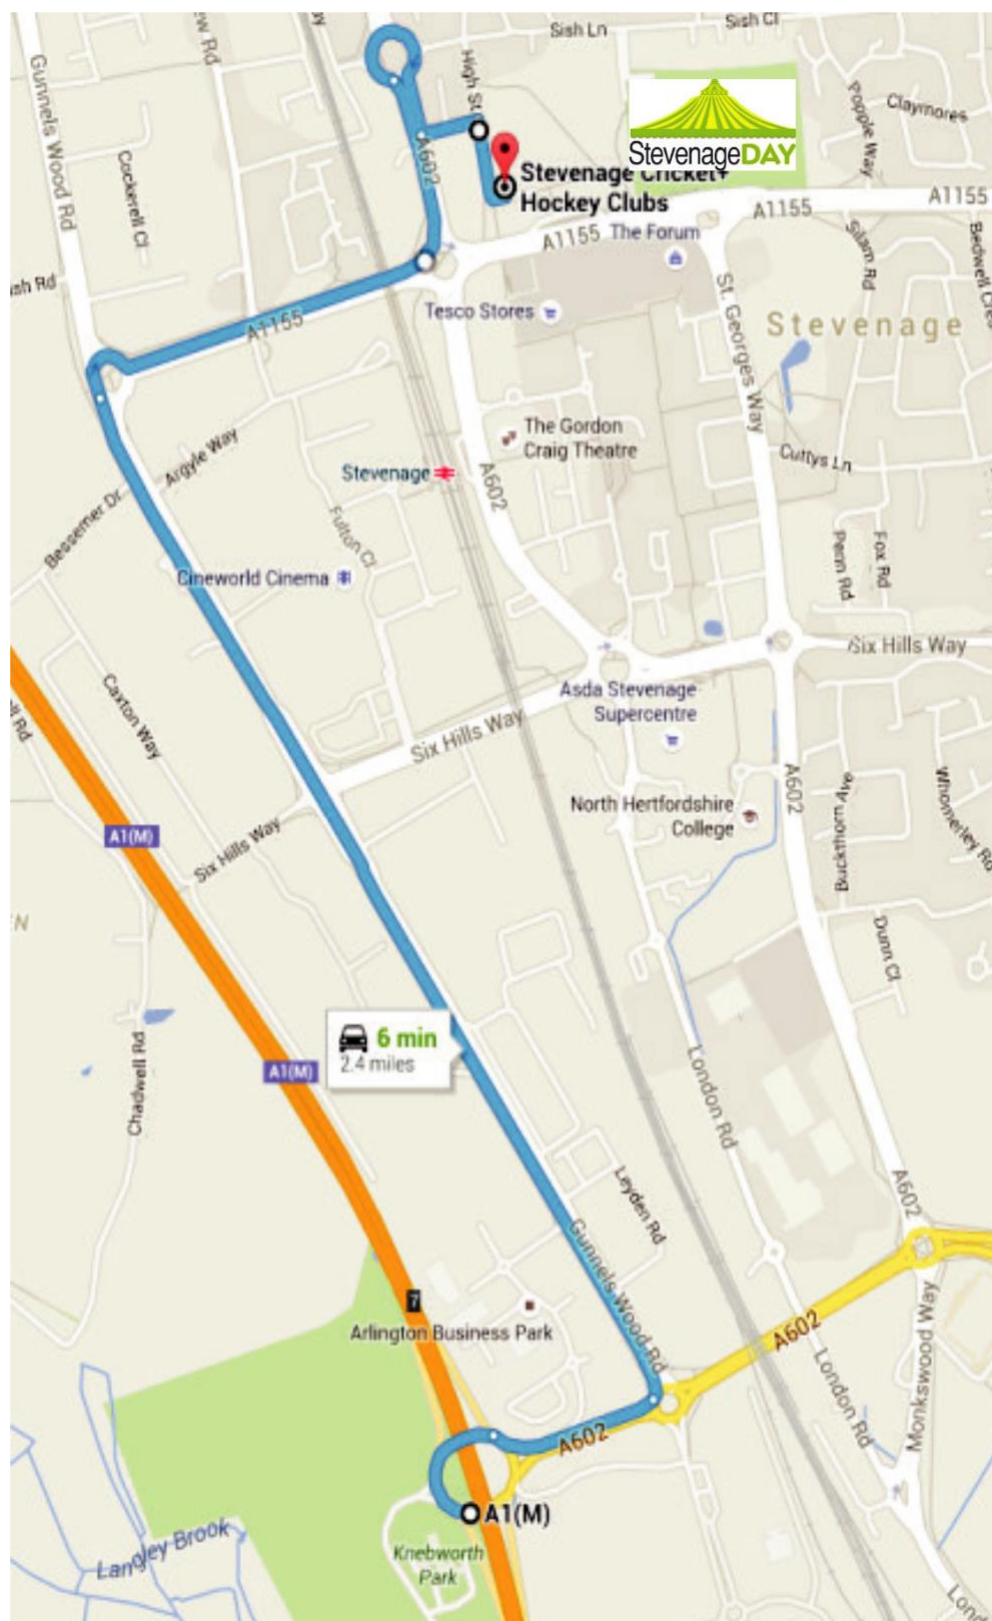 Sish Ln
Sish Cl
Gunnels Wood Rd
High St
Popple Way
Claymores
StevenageDAY
Cockerell Cl
A602
Stevenage Cricket+
Hockey Clubs
A1155
A1155
A1155
The Forum
Silam Rd
Tesco Stores
A1155
St. Georges Way
Stevenage
The Gordon
Craig Theatre
Argyle Way
Stevenage
A602
Cuttys Ln
Bessemer Dr
Fulton Cl
Cineworld Cinema
Penn Rd
Fox Rd
Six Hills Way
Caxton Way
Asda Stevenage
Supercentre
Six Hills Way
North Hertfordshire
College
A602
Buckthorn Ave
Whomerley Rd
A1(M)
Six Hills Way
Dunn Cl
6 min
2.4 miles
A1(M)
Chadwell Rd
London Rd
Leyden Rd
A602
Gunnels Wood Rd
7
Arlington Business Park
A602
Monkswood Way
London Rd
A602
A1(M)
Langley Brook
Knebworth
Park